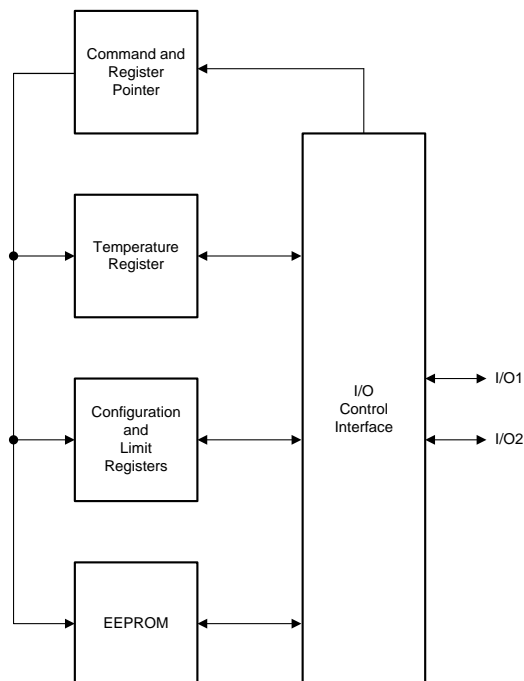 Command and
Register
Pointer
Temperature
Register
Configuration
and
Limit
Registers
EEPROM
I/O
Control
Interface
I/O1
I/O2